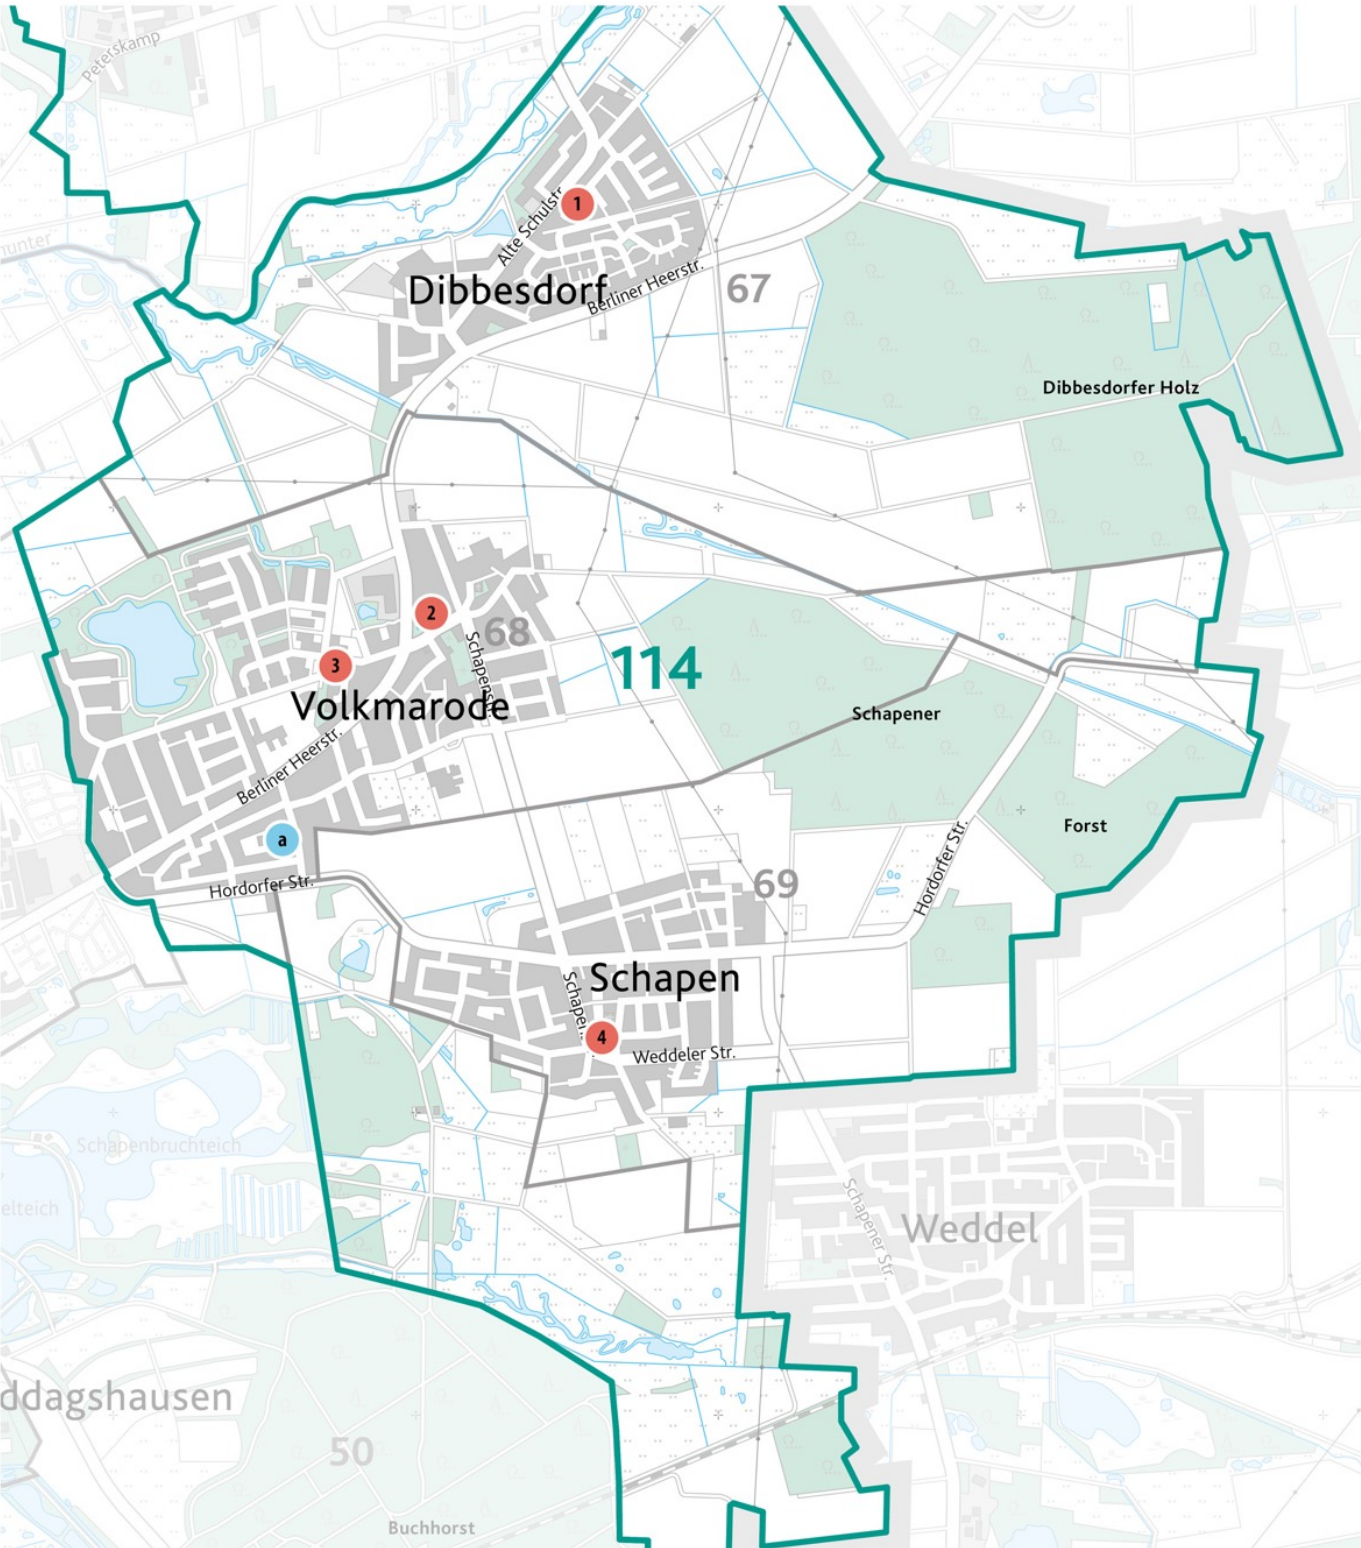 Peterskamp
1
Alte Schulstr.
Dibbesdorf
Berliner Heerstr.
67
Dibbesdorfer Holz
2
68
Schapenstr.
3
114
Volkmarode
Schapener
Berliner Heerstr.
a
Forst
Hordorfer Str.
Hordorfer Str.
69
Schapen
4
Weddeler Str.
Schapenbruchteich
elteich
Schapener Str.
Weddel
ddagshausen
50
Buchhorst